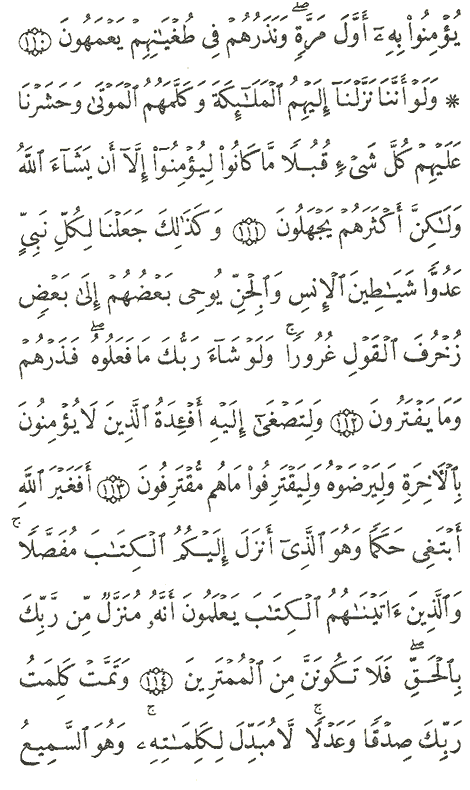 يُؤْمِنُوا۟ بِهِۦٓ أَوَّلَ مَرَّةٍۢ ۖ وَنَذَرُهُمْ فِى طُغْيَـٰنِهِمْ يَعْمَهُونَ ١١٠
* وَلَوْ أَنَّنَا نَزَّلْنَآ إِلَيْهِمُ ٱلْمَلَـٰٓئِكَةَ وَكَلَّمَهُمُ ٱلْمَوْتَىٰ وَحَشَرْنَا
عَلَيْهِمْ كُلَّ شَىْءٍۢ قُبُلًۭا مَّا كَانُوا۟ لِيُؤْمِنُوٓا۟ إِلَّآ أَن يَشَآءَ ٱللَّهُ
وَلَـٰكِنَّ أَكْثَرَهُمْ يَجْهَلُونَ ١١١ وَكَذَٰلِكَ جَعَلْنَا لِكُلِّ نَبِىٍّ
عَدُوًّۭا شَيَـٰطِينَ ٱلْإِنسِ وَٱلْجِنِّ يُوحِى بَعْضُهُمْ إِلَىٰ بَعْضٍۢ
زُخْرُفَ ٱلْقَوْلِ غُرُورًۭا ۚ وَلَوْ شَآءَ رَبُّكَ مَا فَعَلُوهُ ۖ فَذَرْهُمْ
وَمَا يَفْتَرُونَ ١١٢ وَلِتَصْغَىٰٓ إِلَيْهِ أَفْـِٔدَةُ ٱلَّذِينَ لَا يُؤْمِنُونَ
بِٱلْـَٔاخِرَةِ وَلِيَرْضَوْهُ وَلِيَقْتَرِفُوا۟ مَا هُم مُّقْتَرِفُونَ ١١٣ أَفَغَيْرَ ٱللَّهِ
أَبْتَغِى حَكَمًۭا وَهُوَ ٱلَّذِىٓ أَنزَلَ إِلَيْكُمُ ٱلْكِتَـٰبَ مُفَصَّلًۭا ۚ
وَٱلَّذِينَ ءَاتَيْنَـٰهُمُ ٱلْكِتَـٰبَ يَعْلَمُونَ أَنَّهُۥ مُنَزَّلٌۭ مِّن رَّبِّكَ
بِٱلْحَقِّ ۖ فَلَا تَكُونَنَّ مِنَ ٱلْمُمْتَرِينَ ١١٤ وَتَمَّتْ كَلِمَتُ
رَبِّكَ صِدْقًۭا وَعَدْلًۭا ۚ لَّا مُبَدِّلَ لِكَلِمَـٰتِهِۦ ۚ وَهُوَ ٱلسَّمِيعُ